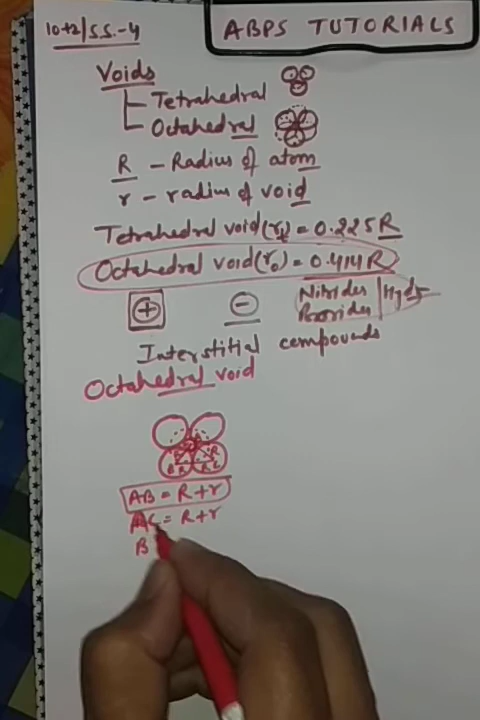 10+2/S.S.-4
ABPS TUTORIALS
Voids
Tetrahedral
Octahedral
R - Radius of atom
r - radius of void
Tetrahedral void(rt) = 0.225R
Octahedral void(ro) = 0.414R
+ - Nitrides
Interstitial compounds
Octahedral void
R R
B R R C
AB = R+r
AC = R+r
B